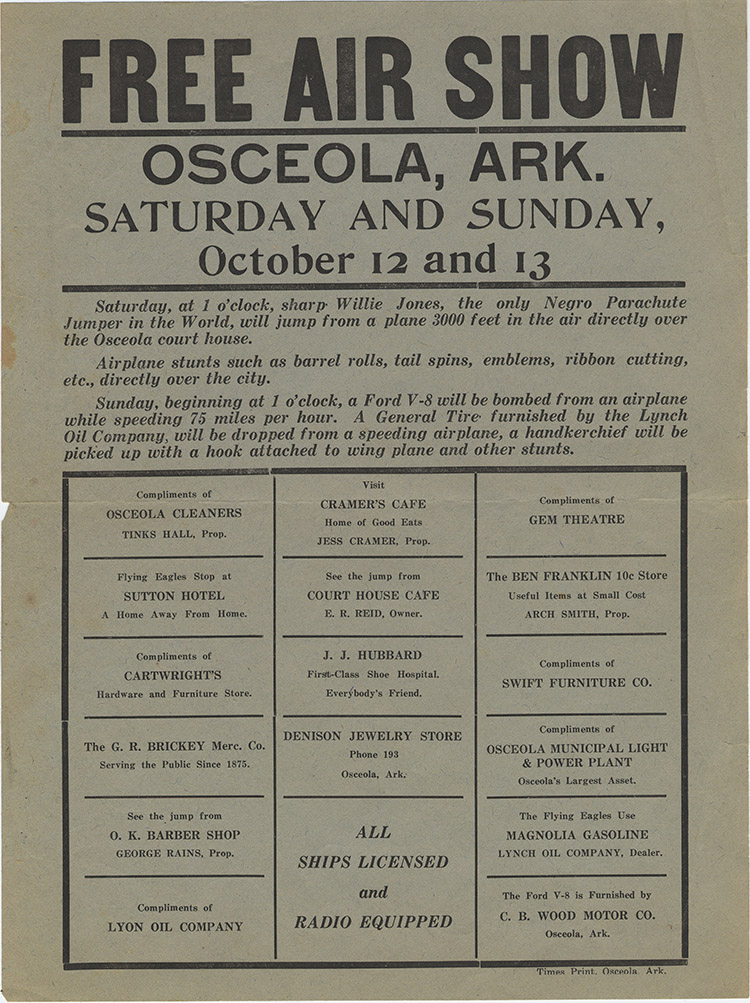 FREE AIR SHOW
OSCEOLA, ARK.
SATURDAY AND SUNDAY,
October 12 and 13
Saturday, at 1 o'clock, sharp Willie Jones, the only Negro Parachute
Jumper in the World, will jump from a plane 3000 feet in the air directly over
the Osceola court house.
Airplane stunts such as barrel rolls, tail spins, emblems, ribbon cutting,
etc., directly over the city.
Sunday, beginning at 1 o'clock, a Ford V-8 will be bombed from an airplane
while speeding 75 miles per hour. A General Tire furnished by the Lynch
Oil Company, will be dropped from a speeding airplane, a handkerchief will be
picked up with a hook attached to wing plane and other stunts.
Compliments of
OSCEOLA CLEANERS
TINKS HALL, Prop.
Flying Eagles Stop at
SUTTON HOTEL
A Home Away From Home.
Compliments of
CARTWRIGHT'S
Hardware and Furniture Store.
The G. R. BRICKEY Merc. Co.
Serving the Public Since 1875.
See the jump from
O. K. BARBER SHOP
GEORGE RAINS, Prop.
Compliments of
LYON OIL COMPANY
Visit
CRAMER'S CAFE
Home of Good Eats
JESS CRAMER, Prop.
See the jump from
COURT HOUSE CAFE
E. R. REID, Owner.
J. J. HUBBARD
First-Class Shoe Hospital.
Everybody's Friend.
DENISON JEWELRY STORE
Phone 193
Osceola, Ark.
ALL
SHIPS LICENSED
and
RADIO EQUIPPED
Compliments of
GEM THEATRE
The BEN FRANKLIN 10c Store
Useful Items at Small Cost
ARCH SMITH, Prop.
Compliments of
SWIFT FURNITURE CO.
Compliments of
OSCEOLA MUNICIPAL LIGHT
& POWER PLANT
Osceola's Largest Asset.
The Flying Eagles Use
MAGNOLIA GASOLINE
LYNCH OIL COMPANY, Dealer.
The Ford V-8 is Furnished by
C. B. WOOD MOTOR CO.
Osceola, Ark.
Times Print, Osceola, Ark.